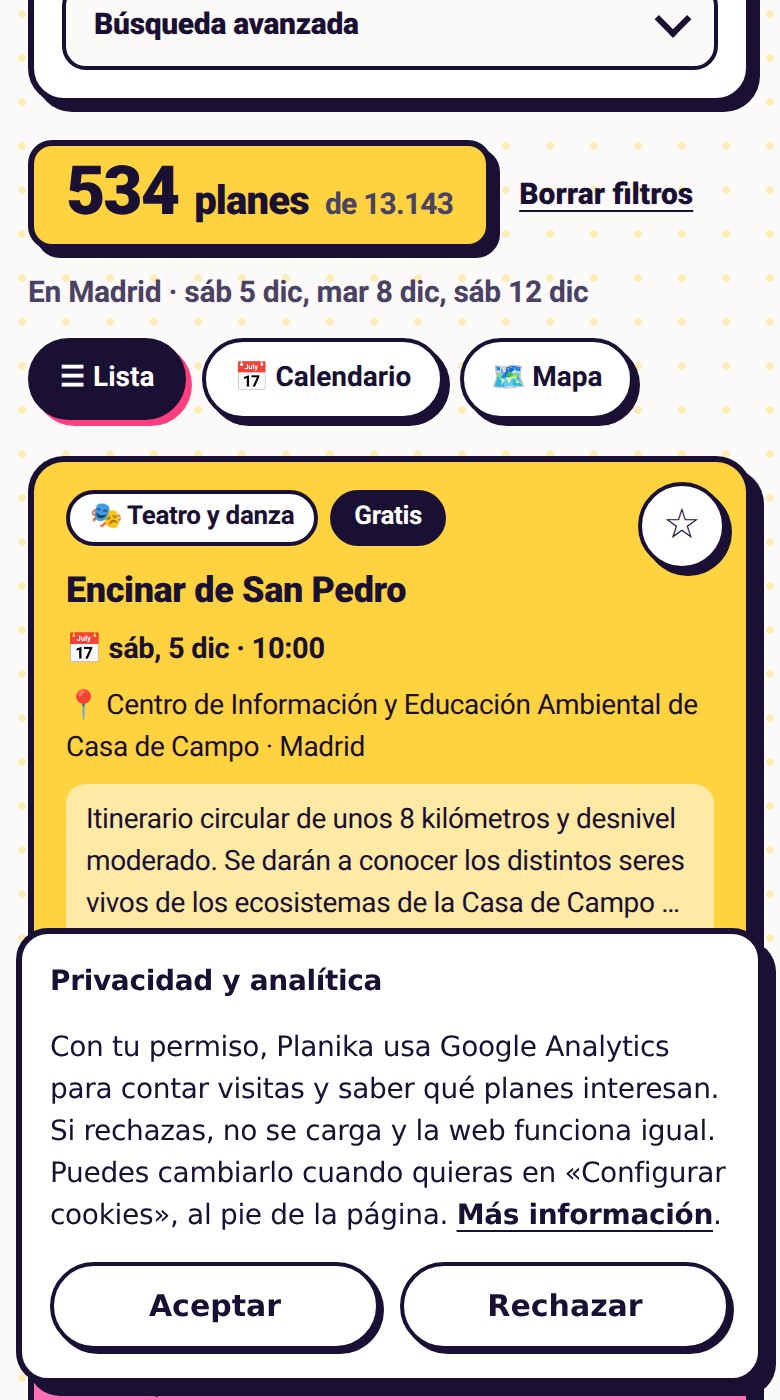 Búsqueda avanzada
534 planes de 13.143
Borrar filtros
En Madrid · sáb 5 dic, mar 8 dic, sáb 12 dic
☰ Lista
📅 Calendario
🗺️ Mapa
🎭 Teatro y danza
Gratis
☆
Encinar de San Pedro
📅 sáb, 5 dic · 10:00
📍 Centro de Información y Educación Ambiental de
Casa de Campo · Madrid
Itinerario circular de unos 8 kilómetros y desnivel
moderado. Se darán a conocer los distintos seres
vivos de los ecosistemas de la Casa de Campo ...
Privacidad y analítica
Con tu permiso, Planika usa Google Analytics
para contar visitas y saber qué planes interesan.
Si rechazas, no se carga y la web funciona igual.
Puedes cambiarlo cuando quieras en «Configurar
cookies», al pie de la página. Más información.
Aceptar
Rechazar